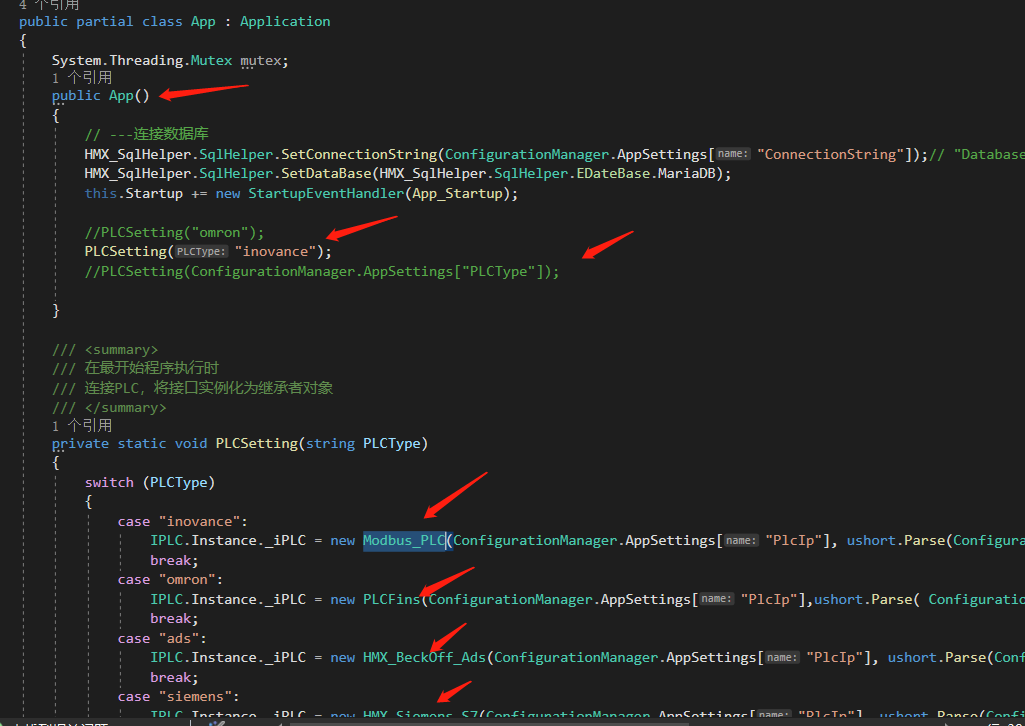 4 个引用
public partial class App : Application
{
System.Threading.Mutex mutex;
1 个引用
public App()
{
// ---连接数据库
HMX_SqlHelper.SqlHelper.SetConnectionString(ConfigurationManager.AppSettings[name: "ConnectionString"]);// "Database
HMX_SqlHelper.SqlHelper.SetDataBase(HMX_SqlHelper.SqlHelper.EDateBase.MariaDB);
this.Startup += new StartupEventHandler(App_Startup);
//PLCSetting("omron");
PLCSetting(PLCType: "inovance");
//PLCSetting(ConfigurationManager.AppSettings["PLCType"]);
}
/// <summary>
/// 在最开始程序执行时
/// 连接PLC，将接口实例化为继承者对象
/// </summary>
1 个引用
private static void PLCSetting(string PLCType)
{
switch (PLCType)
{
case "inovance":
IPLC.Instance._iPLC = new Modbus_PLC(ConfigurationManager.AppSettings[name: "PlcIp"], ushort.Parse(Configura
break;
case "omron":
IPLC.Instance._iPLC = new PLCFins(ConfigurationManager.AppSettings[name: "PlcIp"],ushort.Parse( Configuratio
break;
case "ads":
IPLC.Instance._iPLC = new HMX_BeckOff_Ads(ConfigurationManager.AppSettings[name: "PlcIp"], ushort.Parse(Conf
break;
case "siemens":
IPLC.Instance._iPLC = new HMX_Siemens_S7(ConfigurationManager.AppSettings[name: "PlcIp"], ushort.Parse(Confi